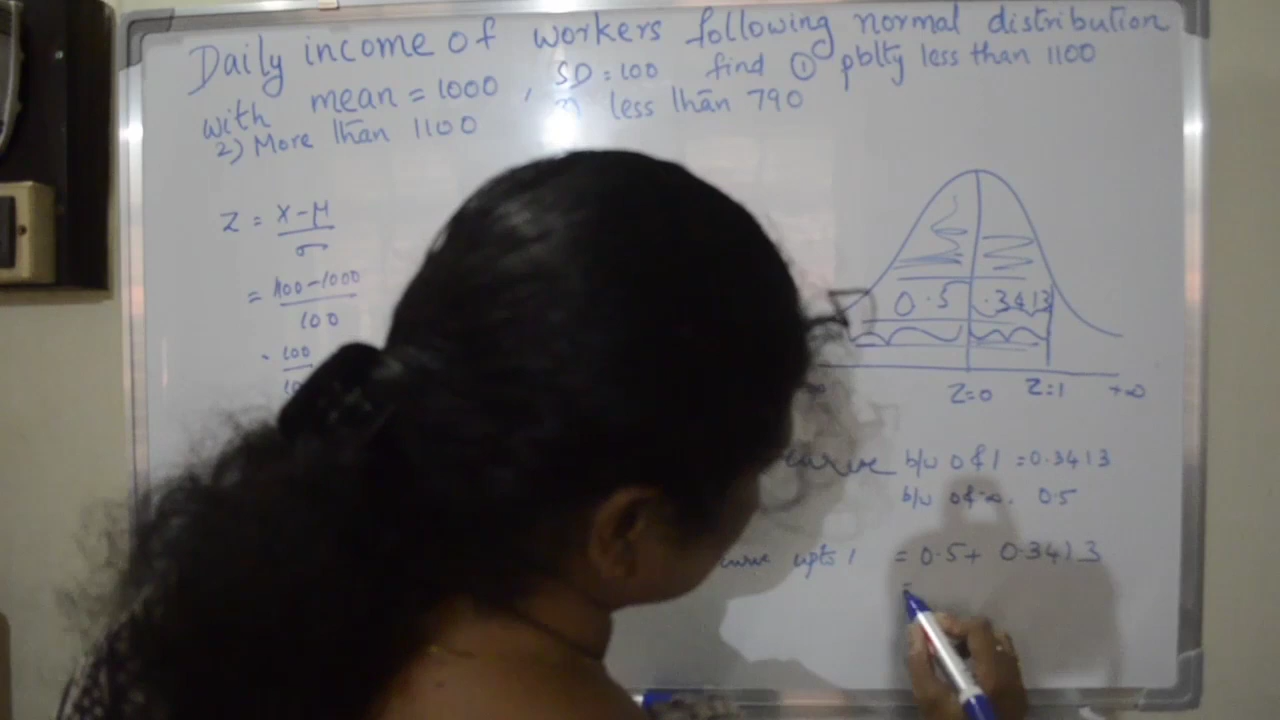 Daily income of workers following normal distribution
with mean = 1000 , SD = 100 find ① pblty less than 1100
2) More than 1100 3) less than 790
Z = X - μ
σ
= 1100 - 1000
100
100
0.5 .3413
Z=0 Z=1 +∞
curve b/w 0 & 1 = 0.3413
b/w 0 & -∞. 0.5
curve upto 1 = 0.5 + 0.3413
=